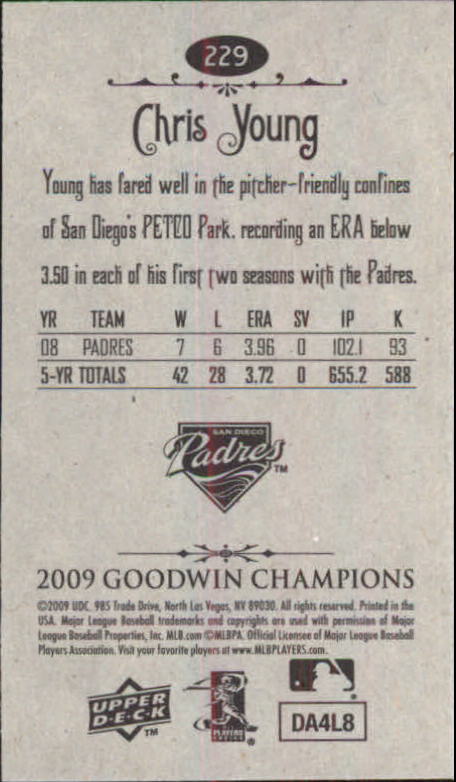 229
Chris Young
Young has fared well in the pitcher-friendly confines
of San Diego's PETCO Park, recording an ERA below
3.50 in each of his first two seasons with the Padres.
YR TEAM W L ERA SV IP K
08 PADRES 7 6 3.96 0 102.1 93
5-YR TOTALS 42 28 3.72 0 655.2 588
SAN DIEGO
Padres TM
2009 GOODWIN CHAMPIONS
©2009 UDC. 985 Trade Drive, North Las Vegas, NV 89030. All rights reserved. Printed in the
USA. Major League Baseball trademarks and copyrights are used with permission of Major
League Baseball Properties, Inc. MLB.com ©MLBPA. Official Licensee of Major League Baseball
Players Association. Visit your favorite players at www.MLBPLAYERS.com.
UPPER
D·E·C·K TM
PLAYERS
CHOICE ®
DA4L8